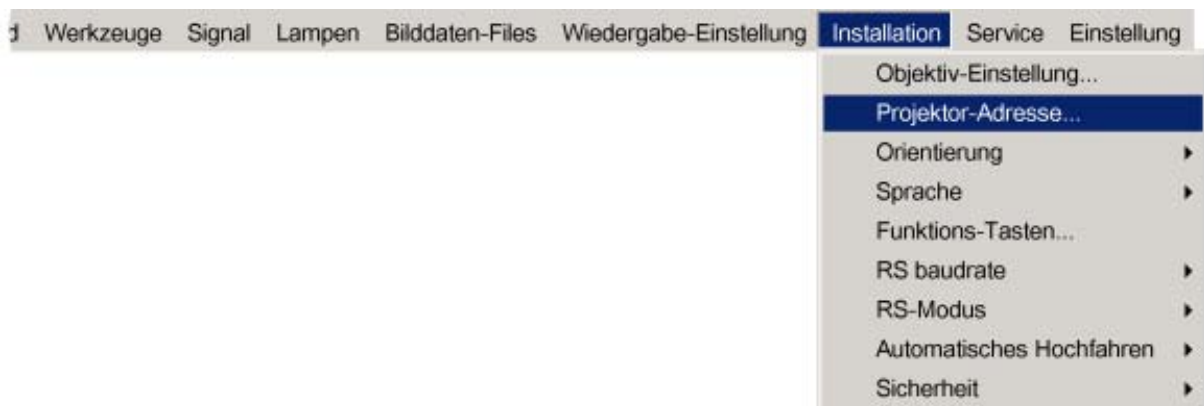 Werkzeuge Signal Lampen Bilddaten-Files Wiedergabe-Einstellung Installation Service Einstellung
Objektiv-Einstellung...
Projektor-Adresse...
Orientierung
Sprache
Funktions-Tasten...
RS baudrate
RS-Modus
Automatisches Hochfahren
Sicherheit